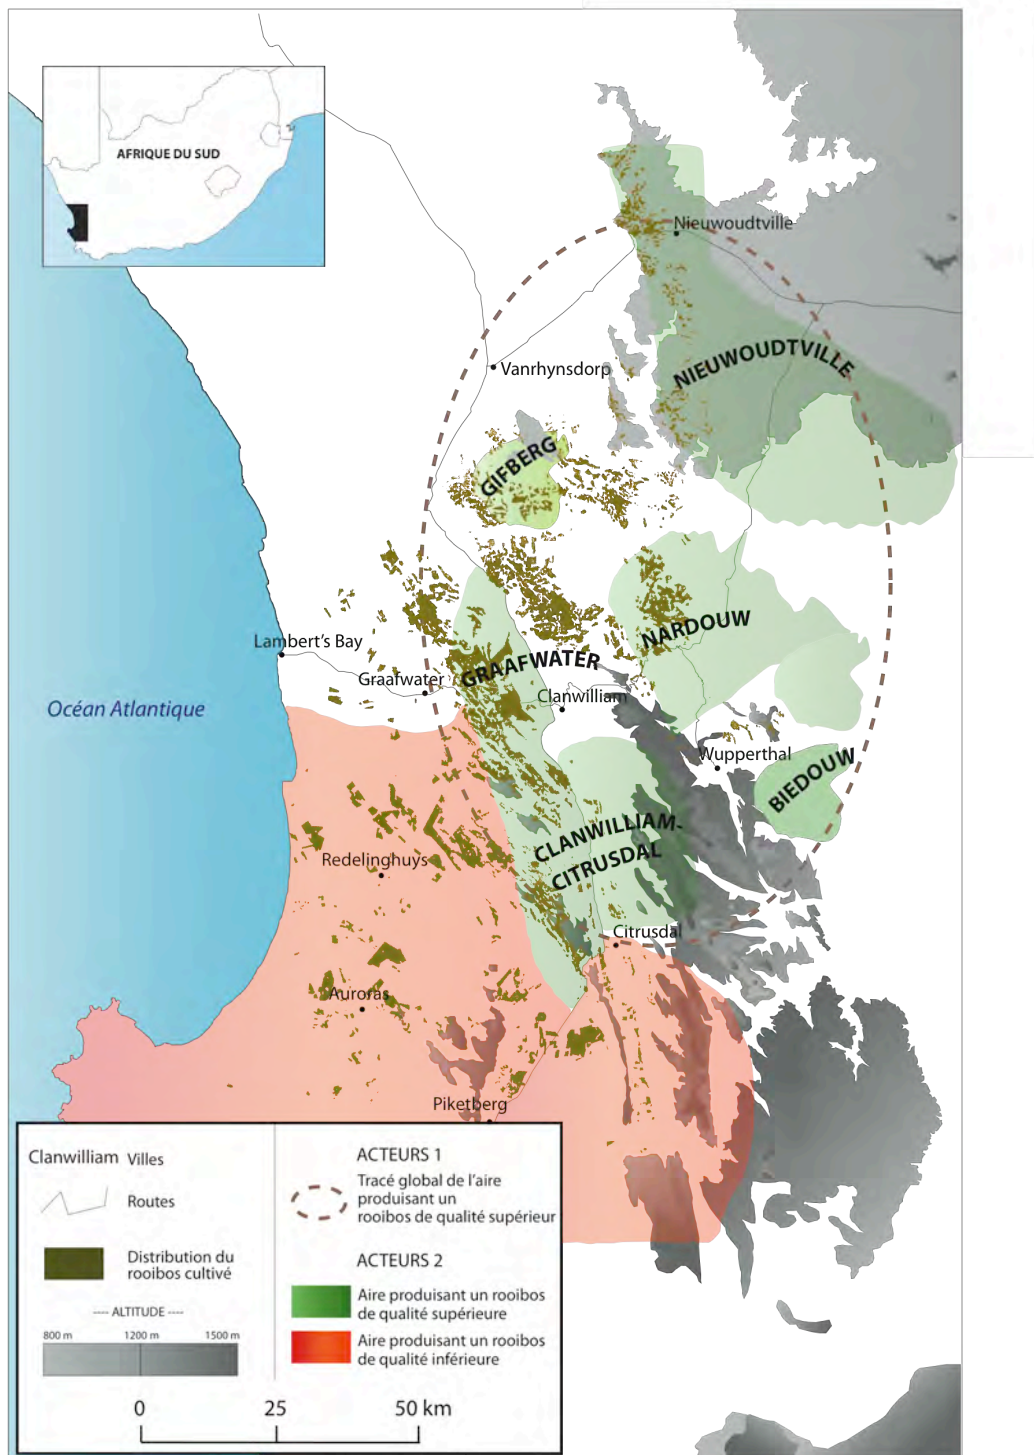 AFRIQUE DU SUD
Nieuwoudtville
NIEUWOUDTVILLE
Vanrhynsdorp
GIFBERG
NARDOUW
Lambert's Bay
GRAAFWATER
Graafwater
Clanwilliam
Océan Atlantique
Wupperthal
BIEDOUW
CLANWILLIAM-
CITRUSDAL
Redelinghuys
Citrusdal
Auroras
Piketberg
Clanwilliam Villes
Routes
Distribution du
rooibos cultivé
---- ALTITUDE ----
800 m 1200 m 1500 m
ACTEURS 1
Tracé global de l'aire
produisant un
rooibos de qualité supérieur
ACTEURS 2
Aire produisant un rooibos
de qualité supérieure
Aire produisant un rooibos
de qualité inférieure
0 25 50 km